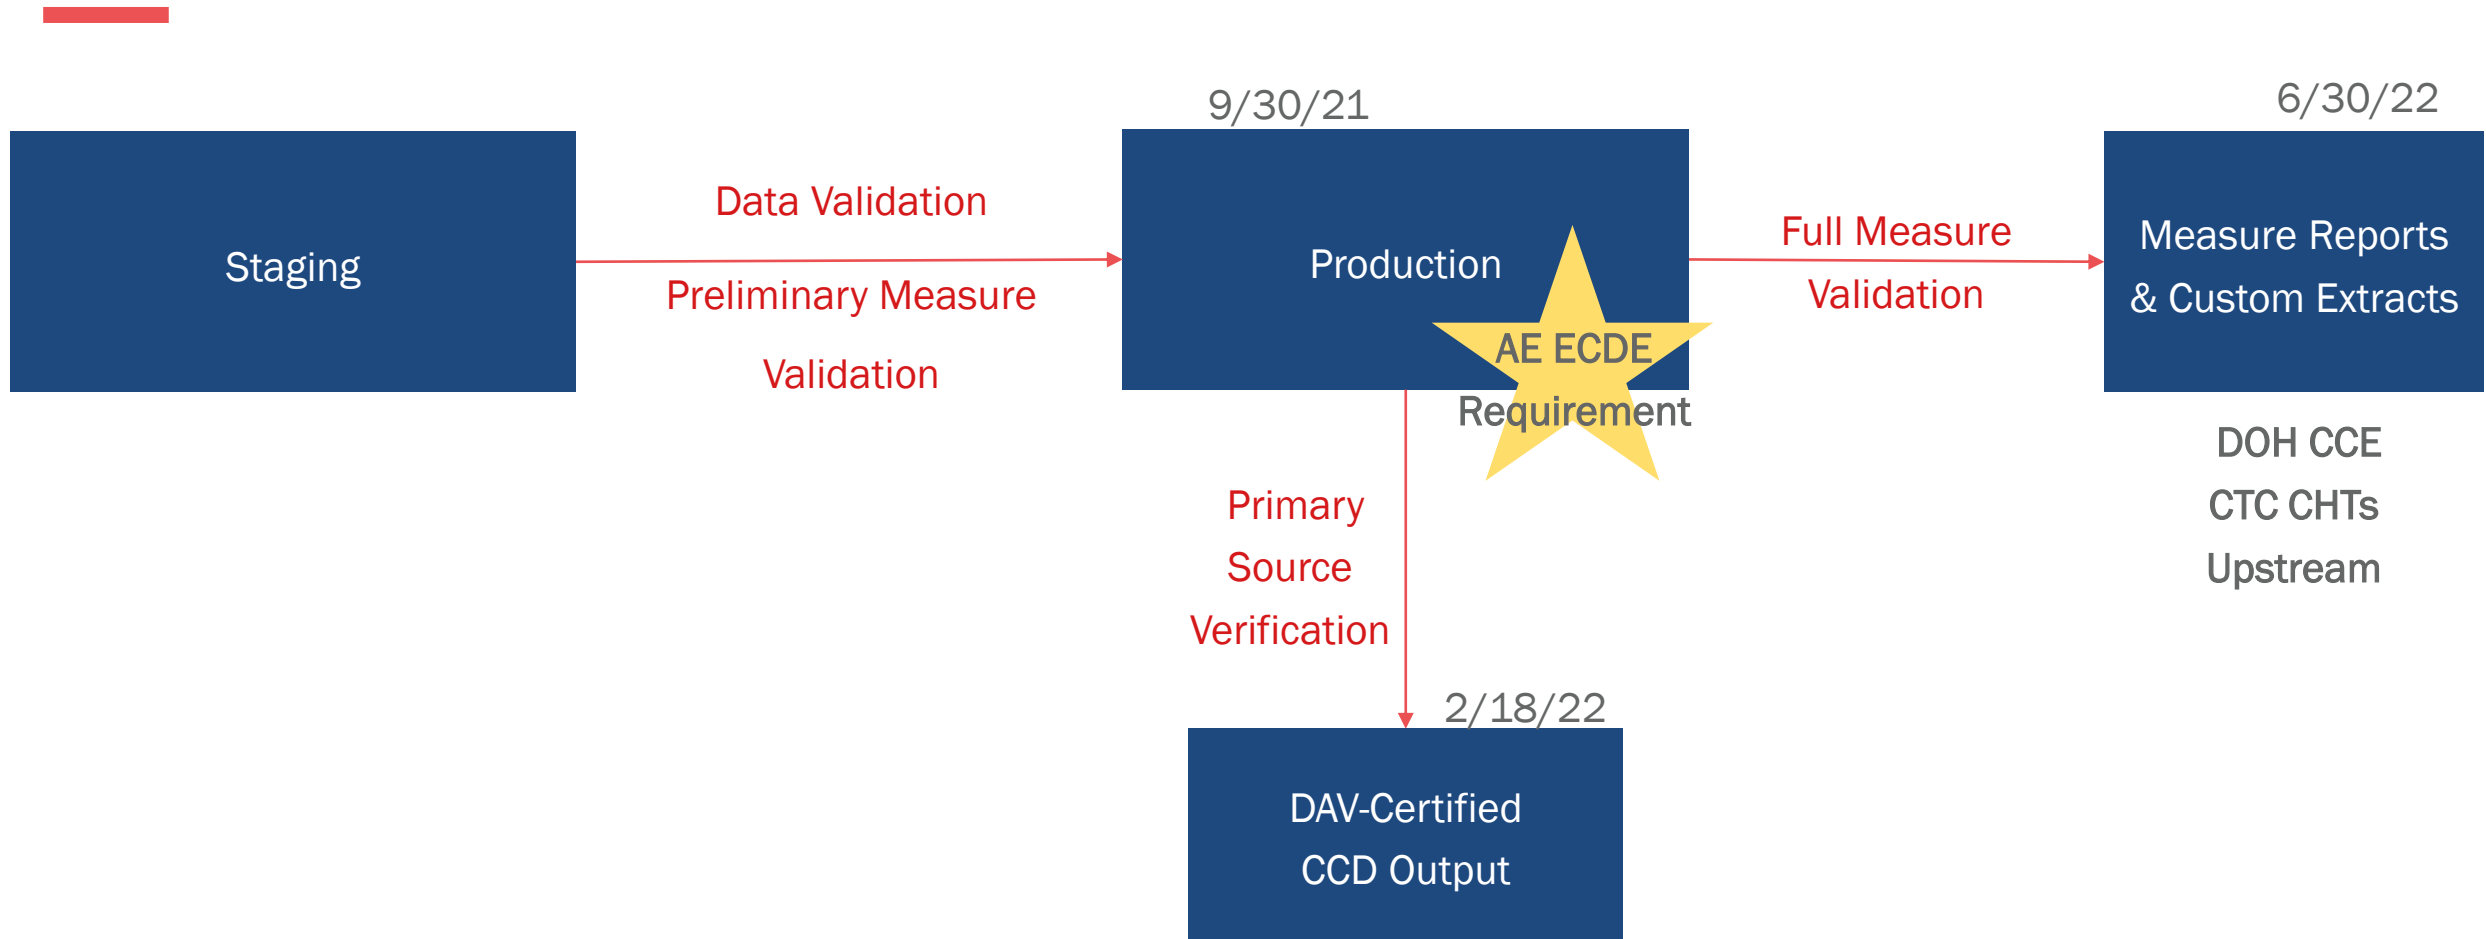 9/30/21
6/30/22
Staging
Data Validation
Preliminary Measure
Validation
Production
AE ECDE
Requirement
Full Measure
Validation
Measure Reports
& Custom Extracts
DOH CCE
CTC CHTs
Upstream
Primary
Source
Verification
2/18/22
DAV-Certified
CCD Output